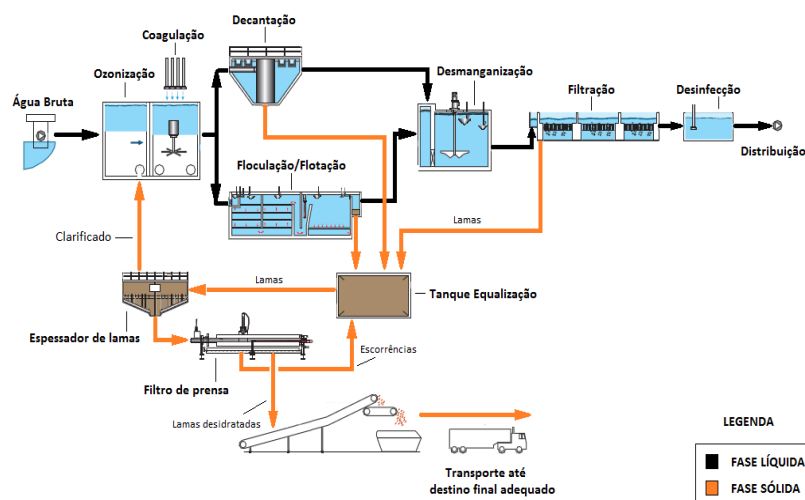 Coagulação
Decantação
Ozonização
Desmanganização
Filtração
Desinfecção
Água Bruta
Distribuição
Floculação/Flotação
Lamas
Clarificado
Lamas
Tanque Equalização
Espessador de lamas
Escorrências
Filtro de prensa
Lamas desidratadas
Transporte até
destino final adequado
LEGENDA
FASE LÍQUIDA
FASE SÓLIDA